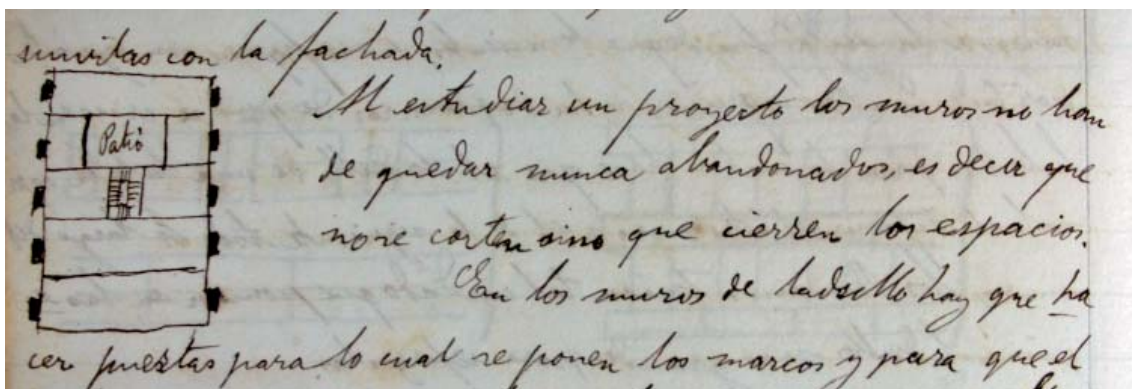 con la fachada.
Patio
Al estudiar un proyecto los muros no han
de quedar nunca abandonados, es decir que
no se corten sino que cierren los espacios.
En los muros de ladrillo hay que ha
cer puertas para lo cual se ponen los marcos y para que el